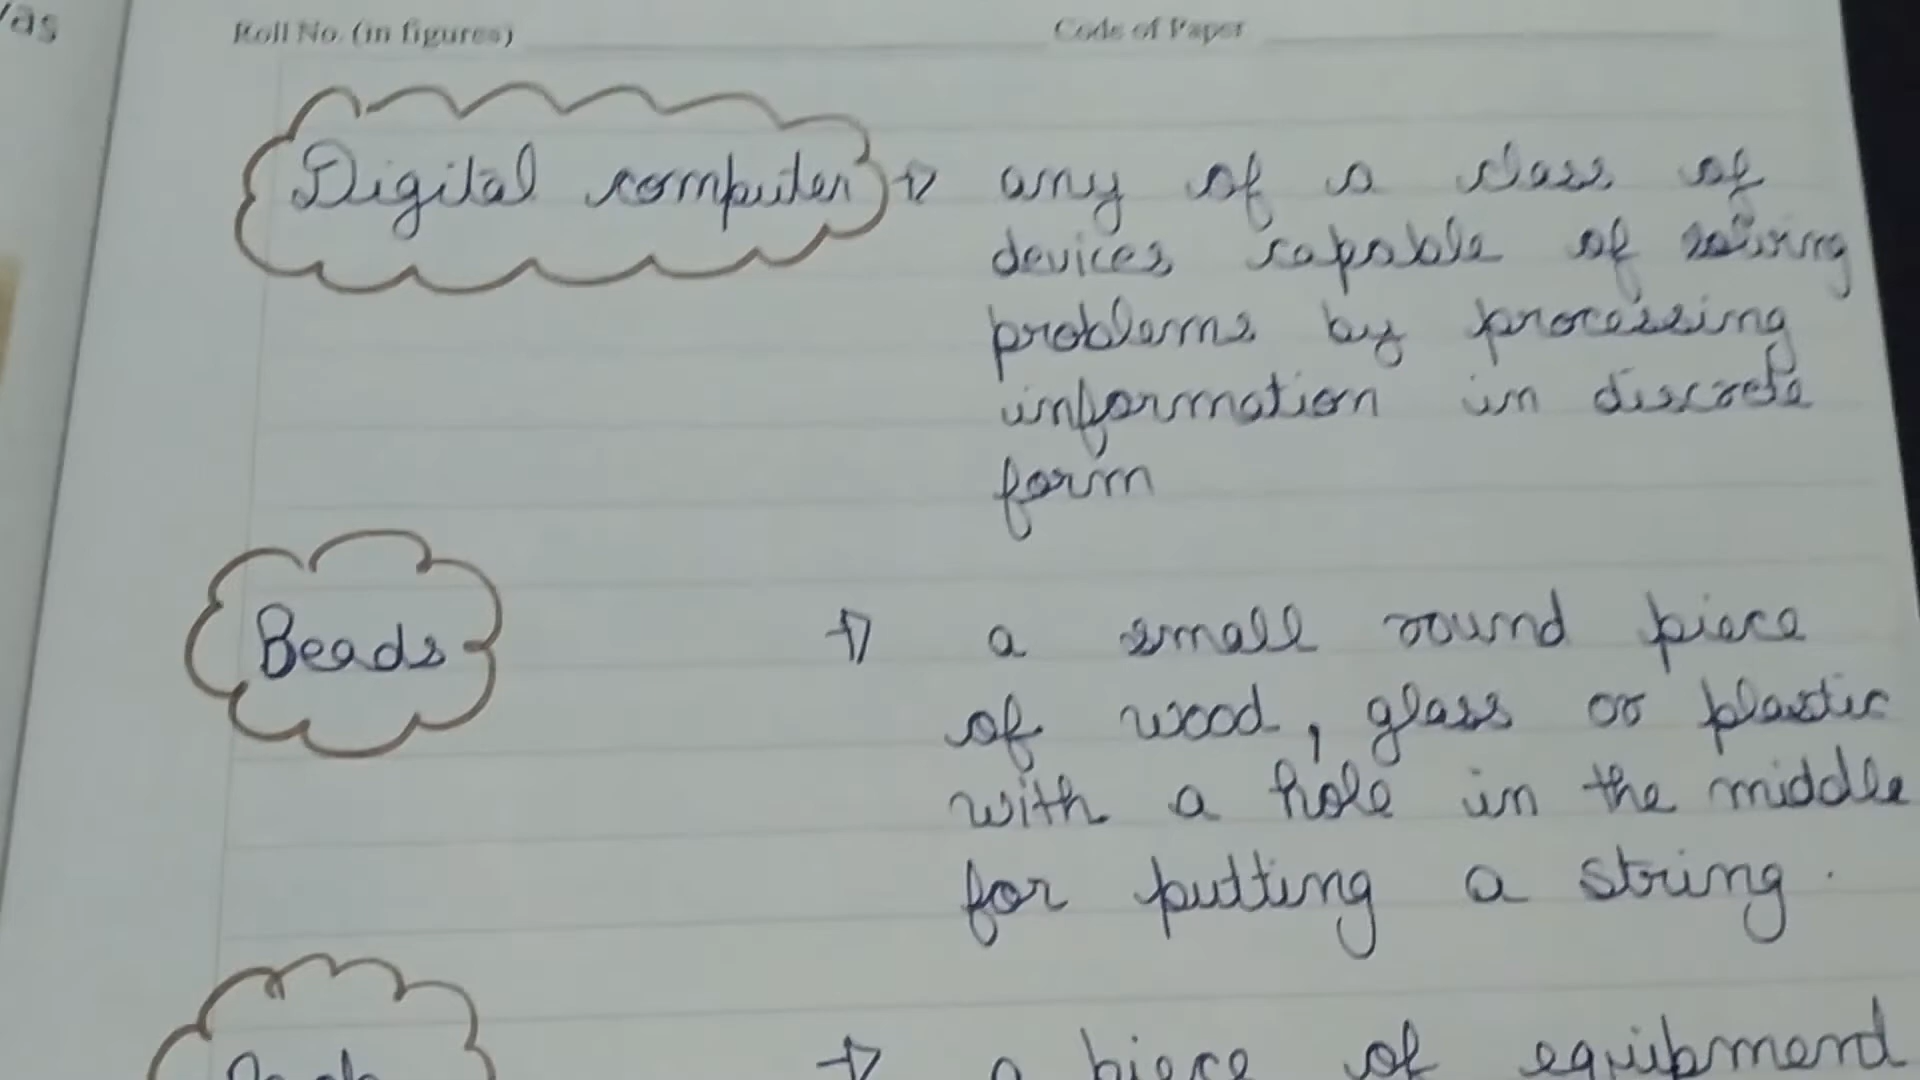 as
Roll No. (in figures) Code of Paper
Digital computer → any of a class of
devices capable of solving
problems by processing
information in discrete
form
Beads → a small round piece
of wood, glass or plastic
with a hole in the middle
for putting a string.
→ a piece of equipment